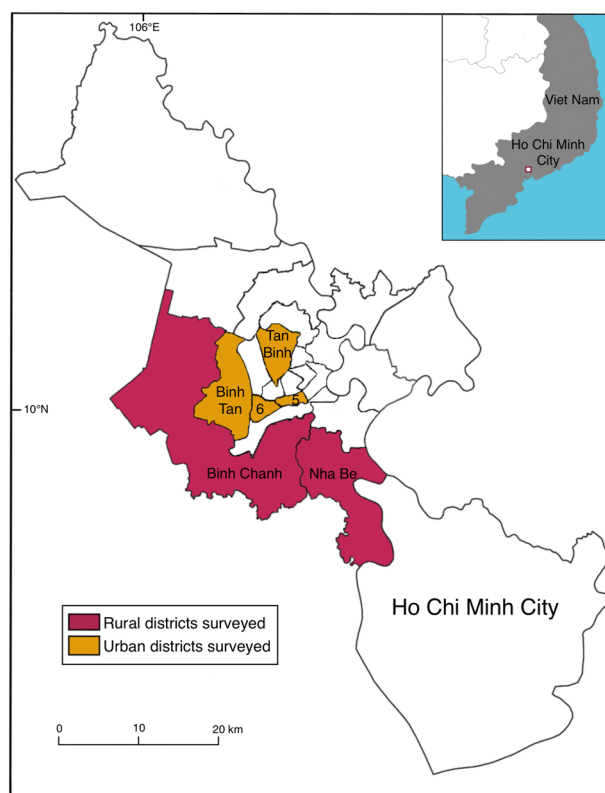 106°E
Viet Nam
Ho Chi Minh
City
Tan
Binh
Binh
Tan
10°N
6
5
Binh Chanh
Nha Be
Ho Chi Minh City
Rural districts surveyed
Urban districts surveyed
0
10
20 km